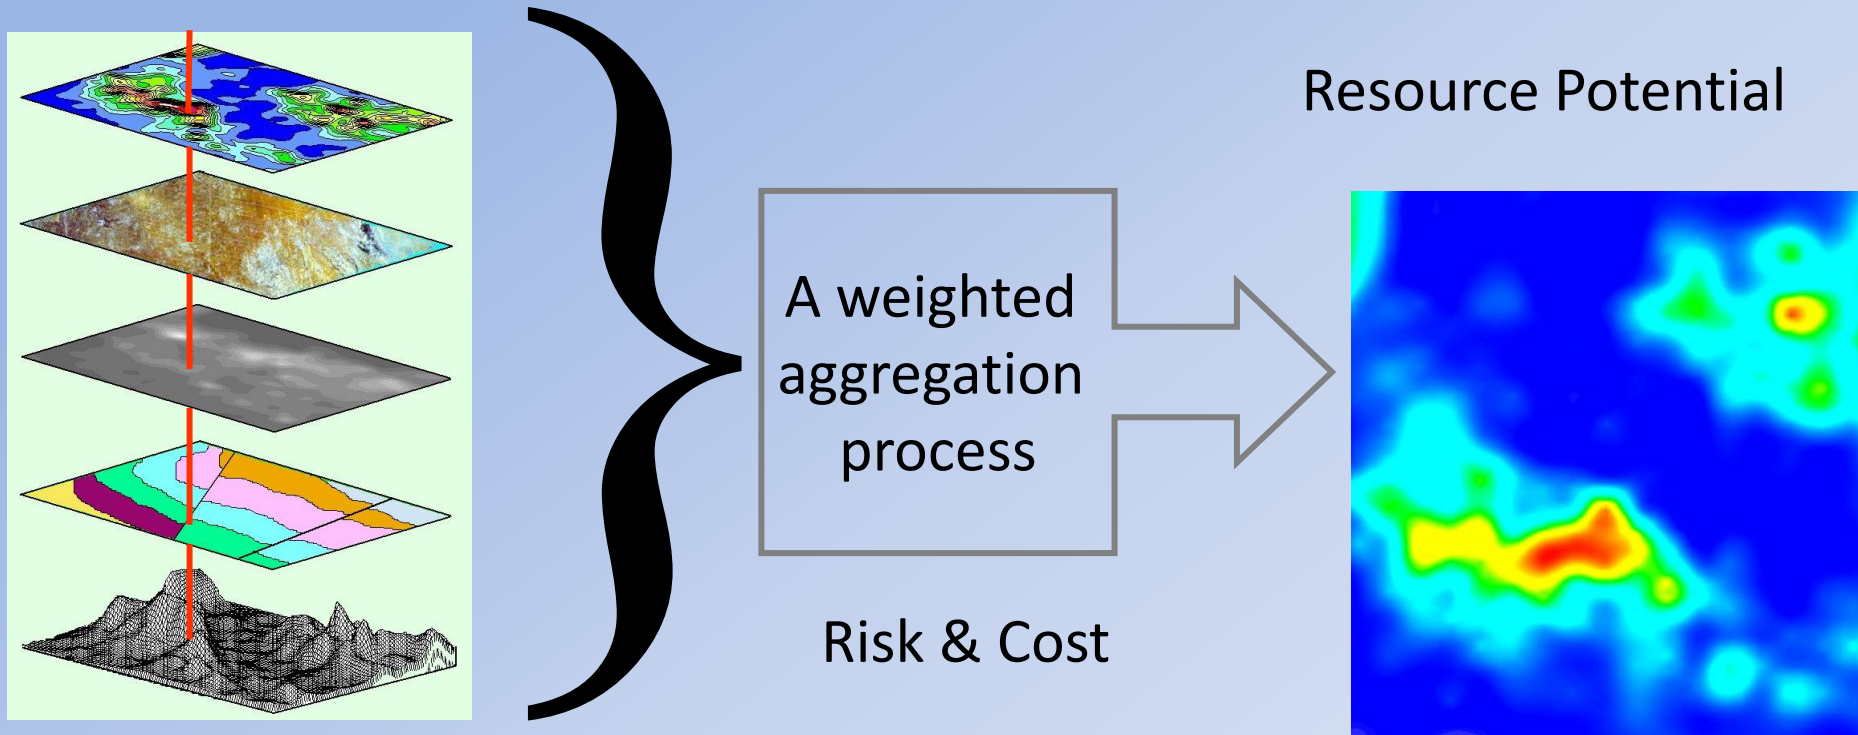 Resource Potential
A weighted
aggregation
process
Risk & Cost